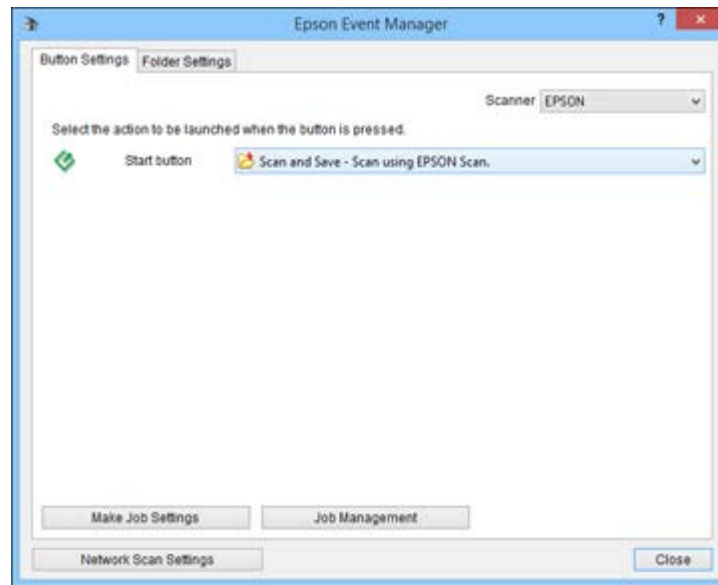 Epson Event Manager
?
Button Settings Folder Settings
Scanner EPSON
Select the action to be launched when the button is pressed.
Start button Scan and Save - Scan using EPSON Scan.
Make Job Settings Job Management
Network Scan Settings Close